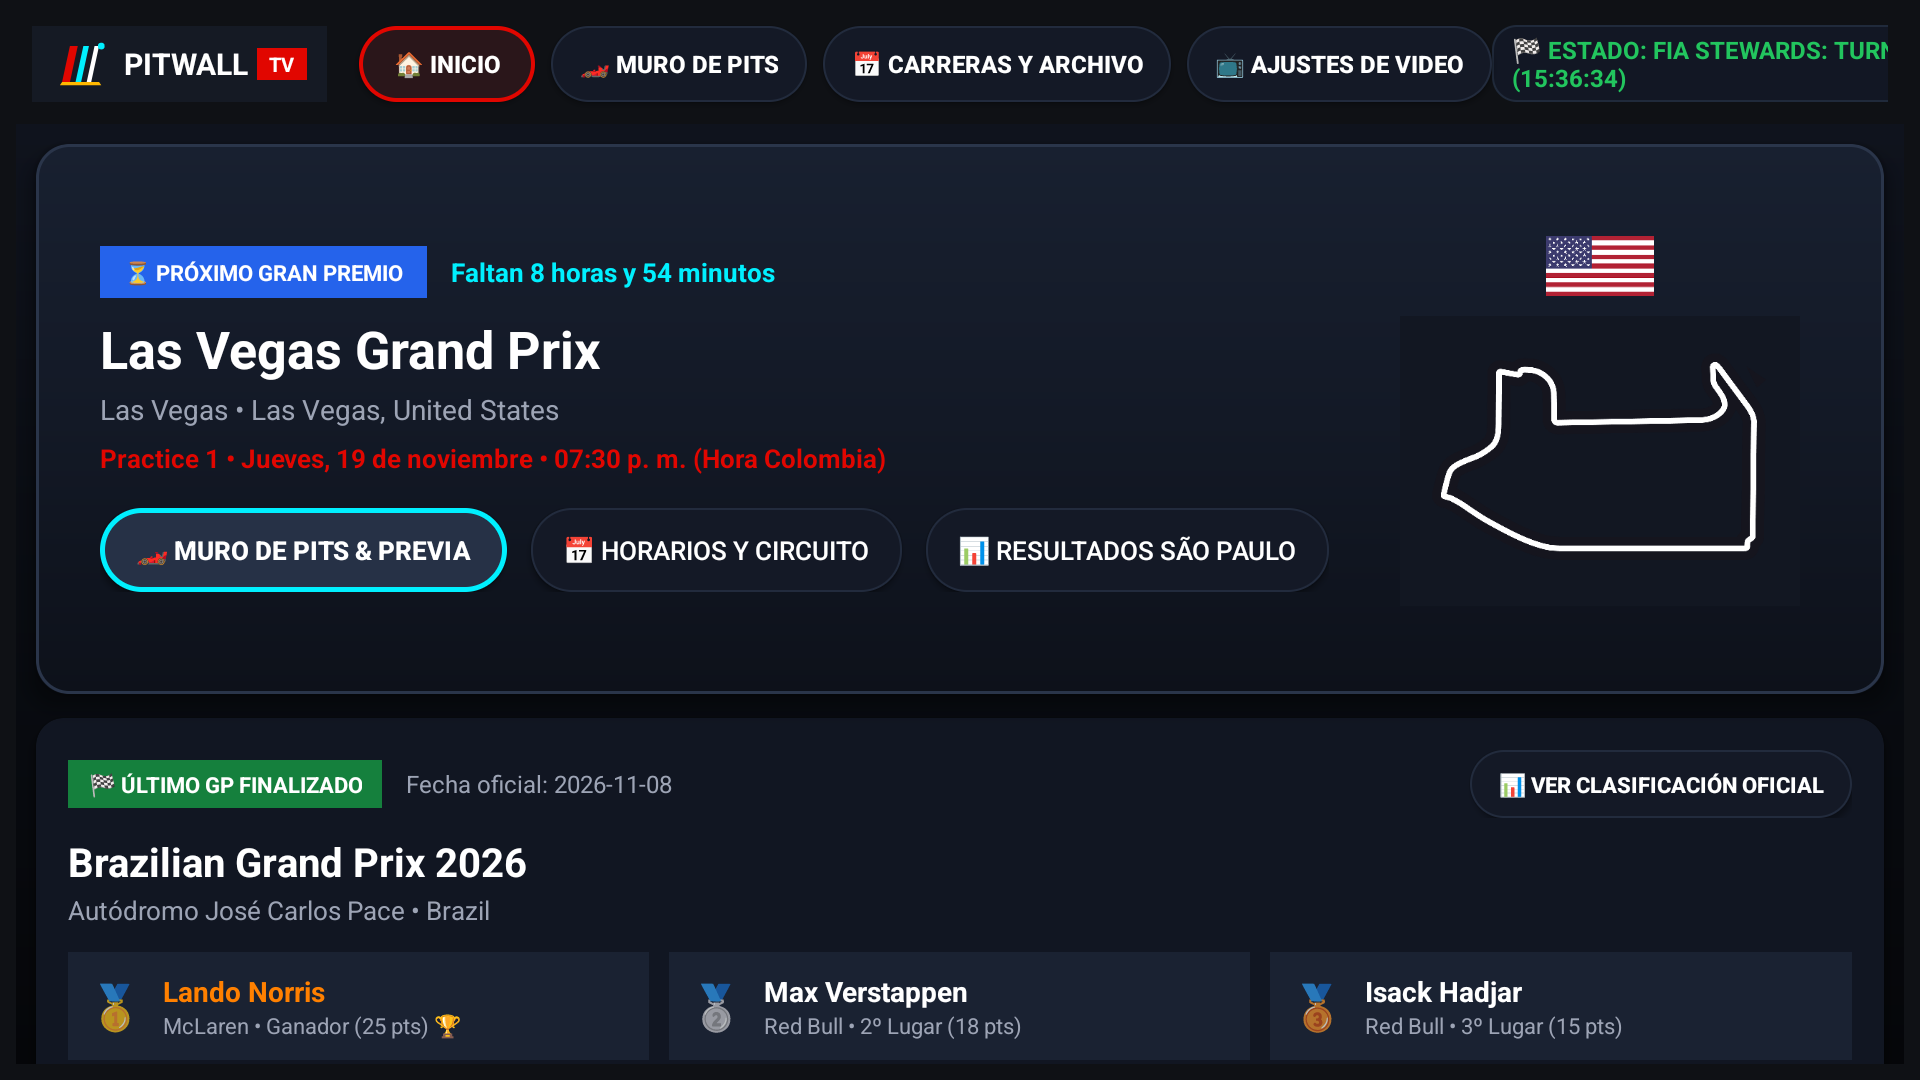 PITWALL TV
🏠 INICIO
🏎️ MURO DE PITS
📅 CARRERAS Y ARCHIVO
📺 AJUSTES DE VIDEO
🏁 ESTADO: FIA STEWARDS: TURN
(15:36:34)
⏳ PRÓXIMO GRAN PREMIO
Faltan 8 horas y 54 minutos
Las Vegas Grand Prix
Las Vegas • Las Vegas, United States
Practice 1 • Jueves, 19 de noviembre • 07:30 p. m. (Hora Colombia)
🏎️ MURO DE PITS & PREVIA
📅 HORARIOS Y CIRCUITO
📊 RESULTADOS SÃO PAULO
🏁 ÚLTIMO GP FINALIZADO
Fecha oficial: 2026-11-08
📊 VER CLASIFICACIÓN OFICIAL
Brazilian Grand Prix 2026
Autódromo José Carlos Pace • Brazil
🥇 Lando Norris
McLaren • Ganador (25 pts) 🏆
🥈 Max Verstappen
Red Bull • 2º Lugar (18 pts)
🥉 Isack Hadjar
Red Bull • 3º Lugar (15 pts)